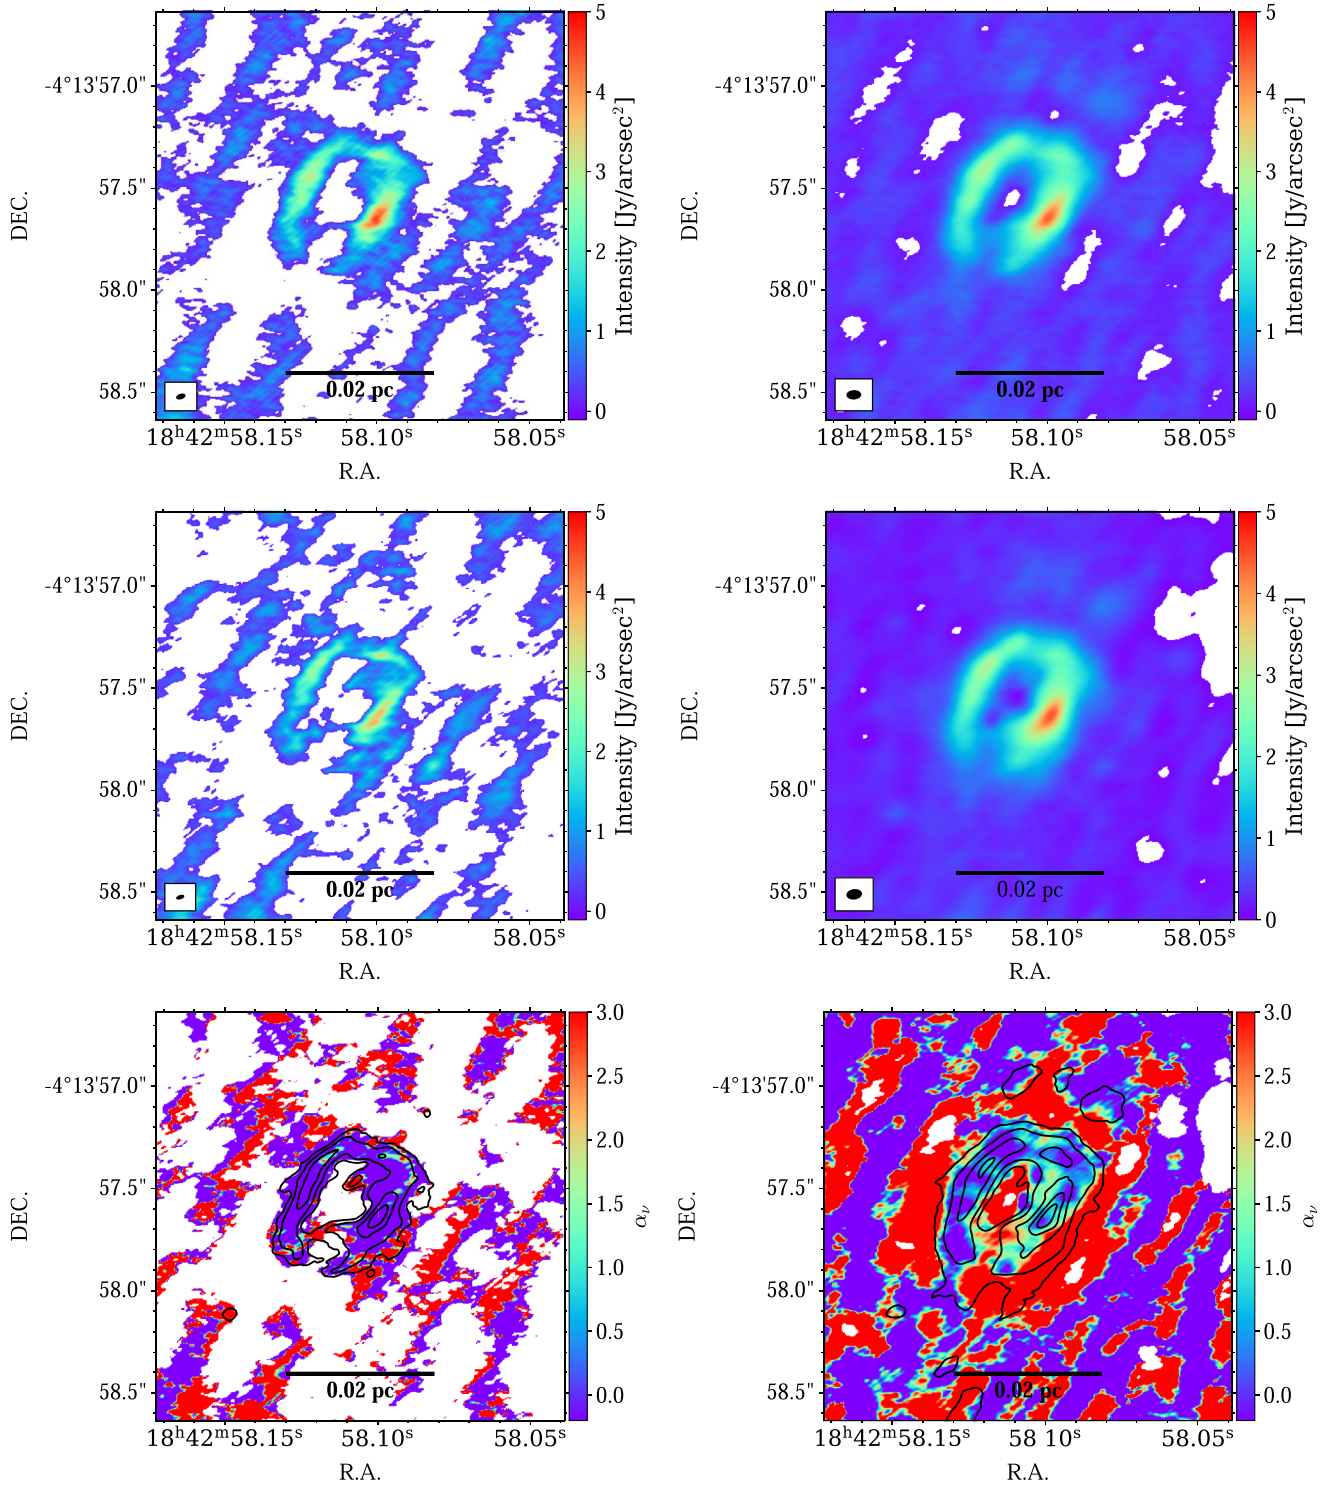 -4°13'57.0"
57.5"
58.0"
58.5"
DEC.
18ʰ42ᵐ58.15ˢ 58.10ˢ 58.05ˢ
R.A.
0.02 pc
5
4
3
2
1
0
Intensity [Jy/arcsec²]
-4°13'57.0"
57.5"
58.0"
58.5"
DEC.
18ʰ42ᵐ58.15ˢ 58.10ˢ 58.05ˢ
R.A.
0.02 pc
5
4
3
2
1
0
Intensity [Jy/arcsec²]
-4°13'57.0"
57.5"
58.0"
58.5"
DEC.
18ʰ42ᵐ58.15ˢ 58.10ˢ 58.05ˢ
R.A.
0.02 pc
5
4
3
2
1
0
Intensity [Jy/arcsec²]
-4°13'57.0"
57.5"
58.0"
58.5"
DEC.
18ʰ42ᵐ58.15ˢ 58.10ˢ 58.05ˢ
R.A.
0.02 pc
5
4
3
2
1
0
Intensity [Jy/arcsec²]
-4°13'57.0"
57.5"
58.0"
58.5"
DEC.
18ʰ42ᵐ58.15ˢ 58.10ˢ 58.05ˢ
R.A.
0.02 pc
3.0
2.5
2.0
1.5
1.0
0.5
0.0
αν
-4°13'57.0"
57.5"
58.0"
58.5"
DEC.
18ʰ42ᵐ58.15ˢ 58 10ˢ 58.05ˢ
R.A.
0.02 pc
3.0
2.5
2.0
1.5
1.0
0.5
0.0
αν